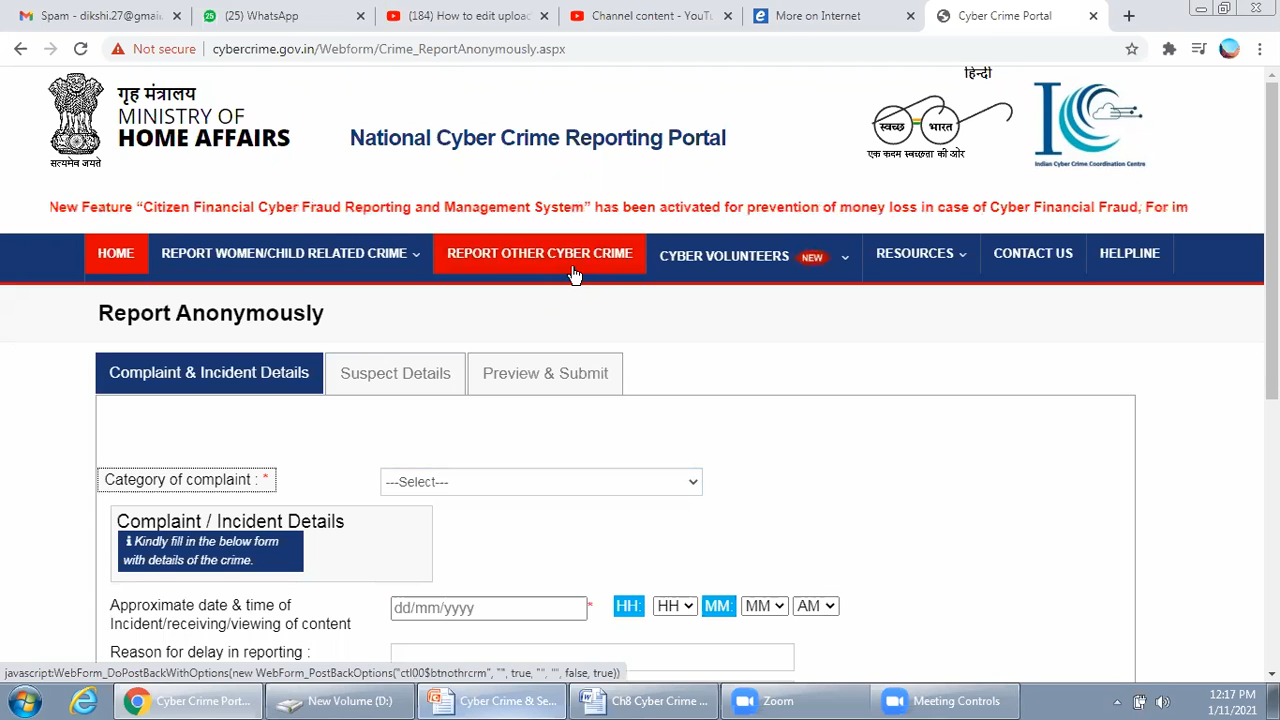 Spam - dikshi.27@gmai
(25) WhatsApp
(184) How to edit uploa
Channel content - YouTu
More on Internet
Cyber Crime Portal
Not secure
cybercrime.gov.in/Webform/Crime_ReportAnonymously.aspx
हिन्दी
गृह मंत्रालय
MINISTRY OF
HOME AFFAIRS
सत्यमेव जयते
National Cyber Crime Reporting Portal
स्वच्छ भारत
एक कदम स्वच्छता की ओर
Indian Cyber Crime Coordination Centre
New Feature “Citizen Financial Cyber Fraud Reporting and Management System” has been activated for prevention of money loss in case of Cyber Financial Fraud, For im
HOME
REPORT WOMEN/CHILD RELATED CRIME
REPORT OTHER CYBER CRIME
CYBER VOLUNTEERS NEW
RESOURCES
CONTACT US
HELPLINE
Report Anonymously
Complaint & Incident Details
Suspect Details
Preview & Submit
Category of complaint : *
---Select---
Complaint / Incident Details
Kindly fill in the below form
with details of the crime.
Approximate date & time of
Incident/receiving/viewing of content
dd/mm/yyyy * HH: HH MM: MM AM
Reason for delay in reporting :
javascript:WebForm_DoPostBackWithOptions(new WebForm_PostBackOptions("ctl00$btnothrcrm", "", true, "", "", false, true))
Cyber Crime Port...
New Volume (D:)
Cyber Crime & Se...
Ch8 Cyber Crime ...
Zoom
Meeting Controls
12:17 PM
1/11/2021